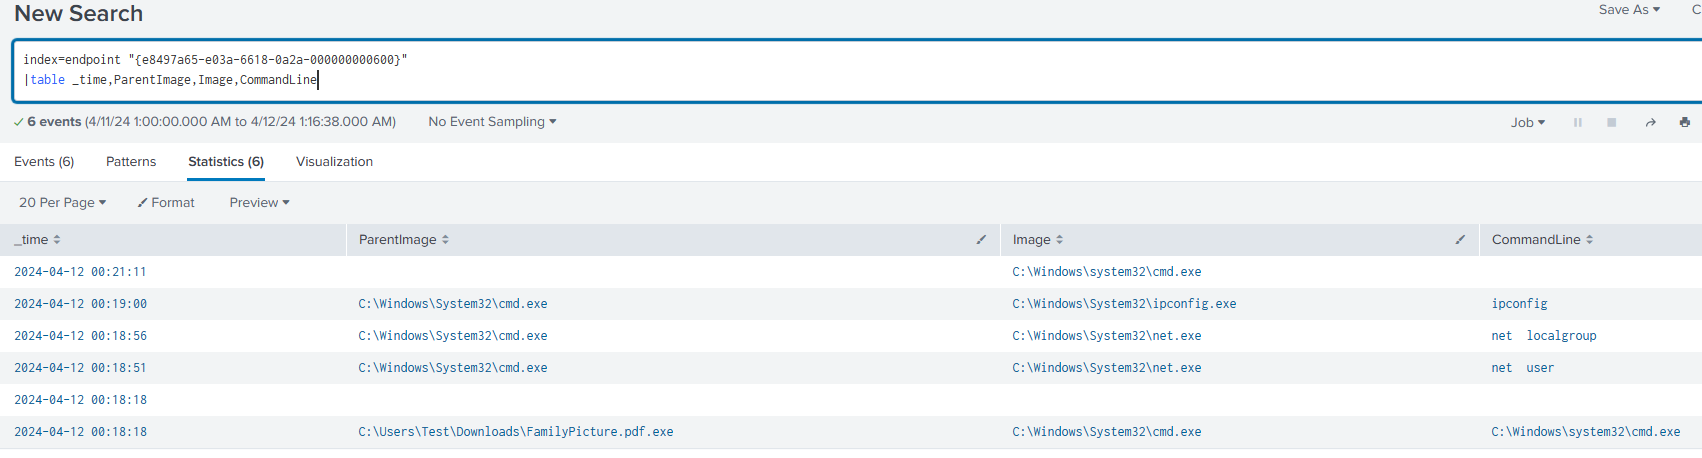 New Search
Save As
C
index=endpoint "{e8497a65-e03a-6618-0a2a-000000000600}"
|table _time,ParentImage,Image,CommandLine
6 events (4/11/24 1:00:00.000 AM to 4/12/24 1:16:38.000 AM)
No Event Sampling
Job
Events (6)
Patterns
Statistics (6)
Visualization
20 Per Page
Format
Preview
_time
ParentImage
Image
CommandLine
2024-04-12 00:21:11 C:\Windows\system32\cmd.exe
2024-04-12 00:19:00 C:\Windows\System32\cmd.exe C:\Windows\System32\ipconfig.exe ipconfig
2024-04-12 00:18:56 C:\Windows\System32\cmd.exe C:\Windows\System32\net.exe net  localgroup
2024-04-12 00:18:51 C:\Windows\System32\cmd.exe C:\Windows\System32\net.exe net  user
2024-04-12 00:18:18
2024-04-12 00:18:18 C:\Users\Test\Downloads\FamilyPicture.pdf.exe C:\Windows\System32\cmd.exe C:\Windows\system32\cmd.exe